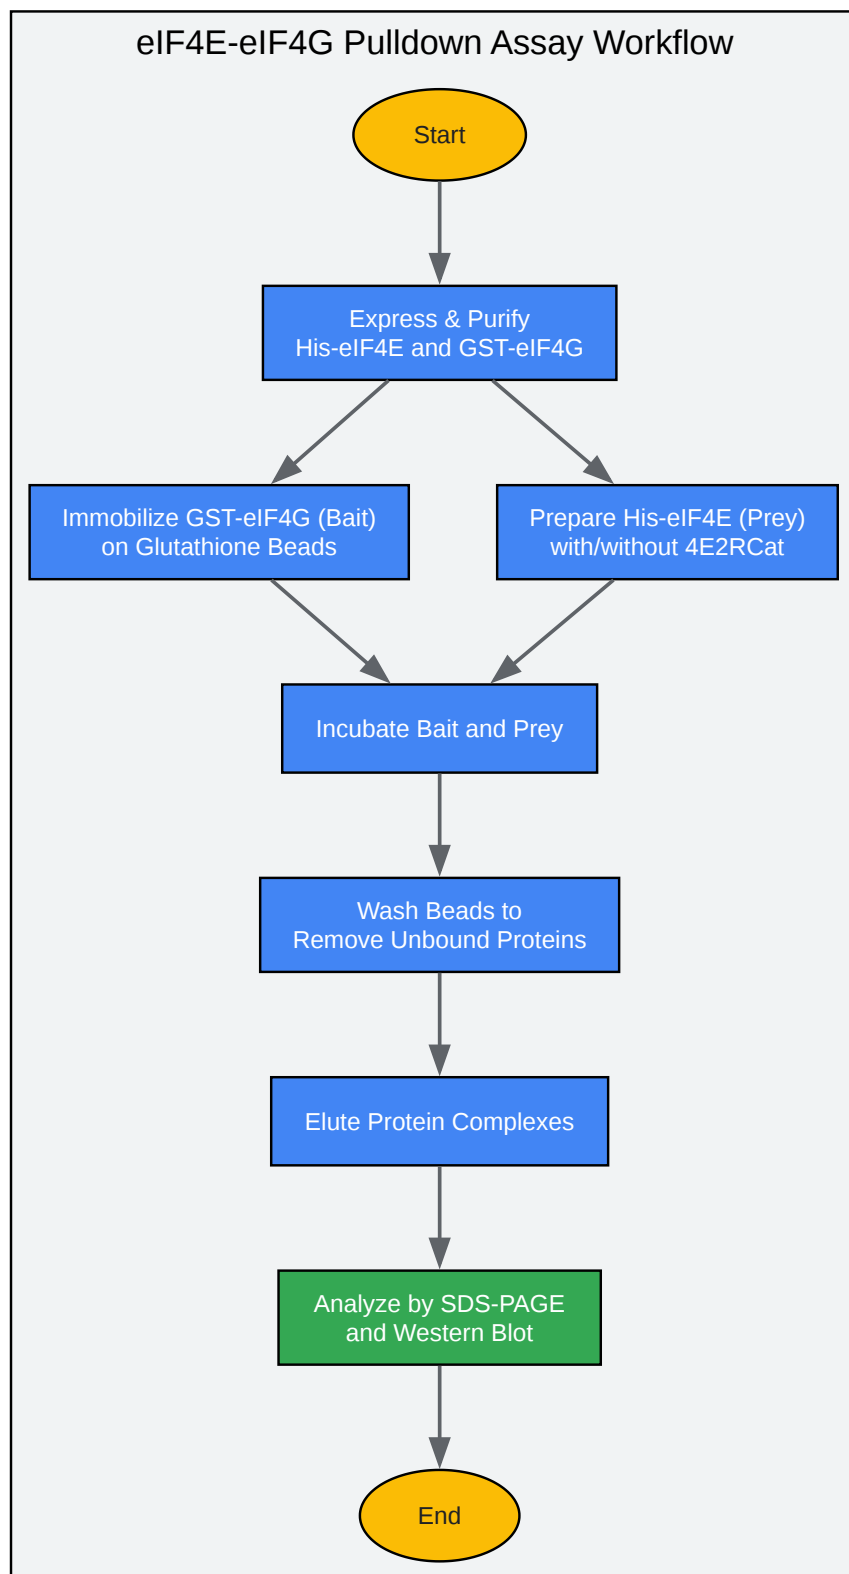 eIF4E-eIF4G Pulldown Assay Workflow
Start
Express & Purify
His-eIF4E and GST-eIF4G
Immobilize GST-eIF4G (Bait)
on Glutathione Beads
Prepare His-eIF4E (Prey)
with/without 4E2RCat
Incubate Bait and Prey
Wash Beads to
Remove Unbound Proteins
Elute Protein Complexes
Analyze by SDS-PAGE
and Western Blot
End